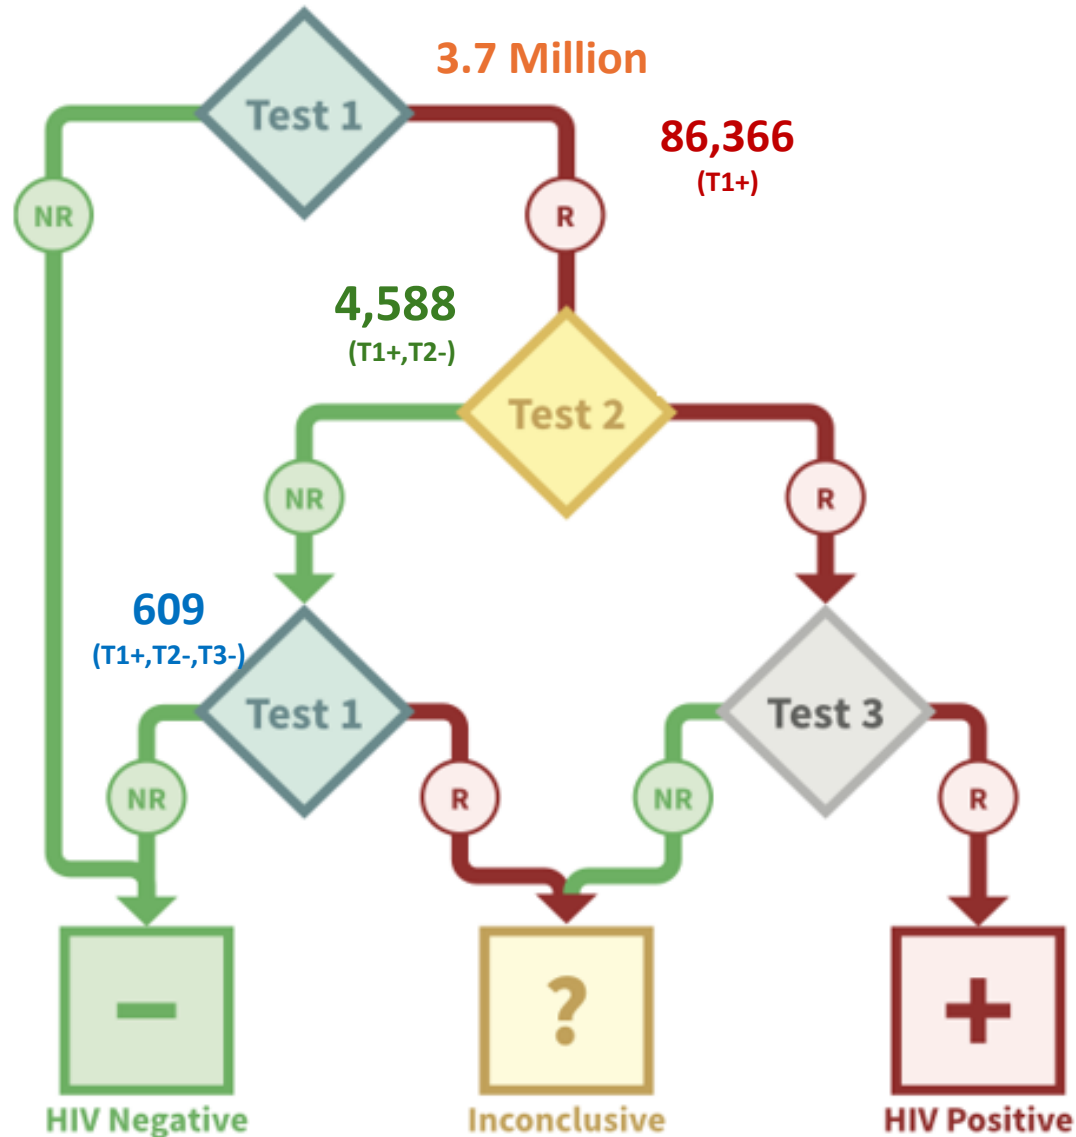 3.7 Million
Test 1
86,366
(T1+)
NR
R
4,588
(T1+,T2-)
Test 2
NR
R
609
(T1+,T2-,T3-)
Test 1
Test 3
NR
R
NR
R
–
?
+
HIV Negative
Inconclusive
HIV Positive